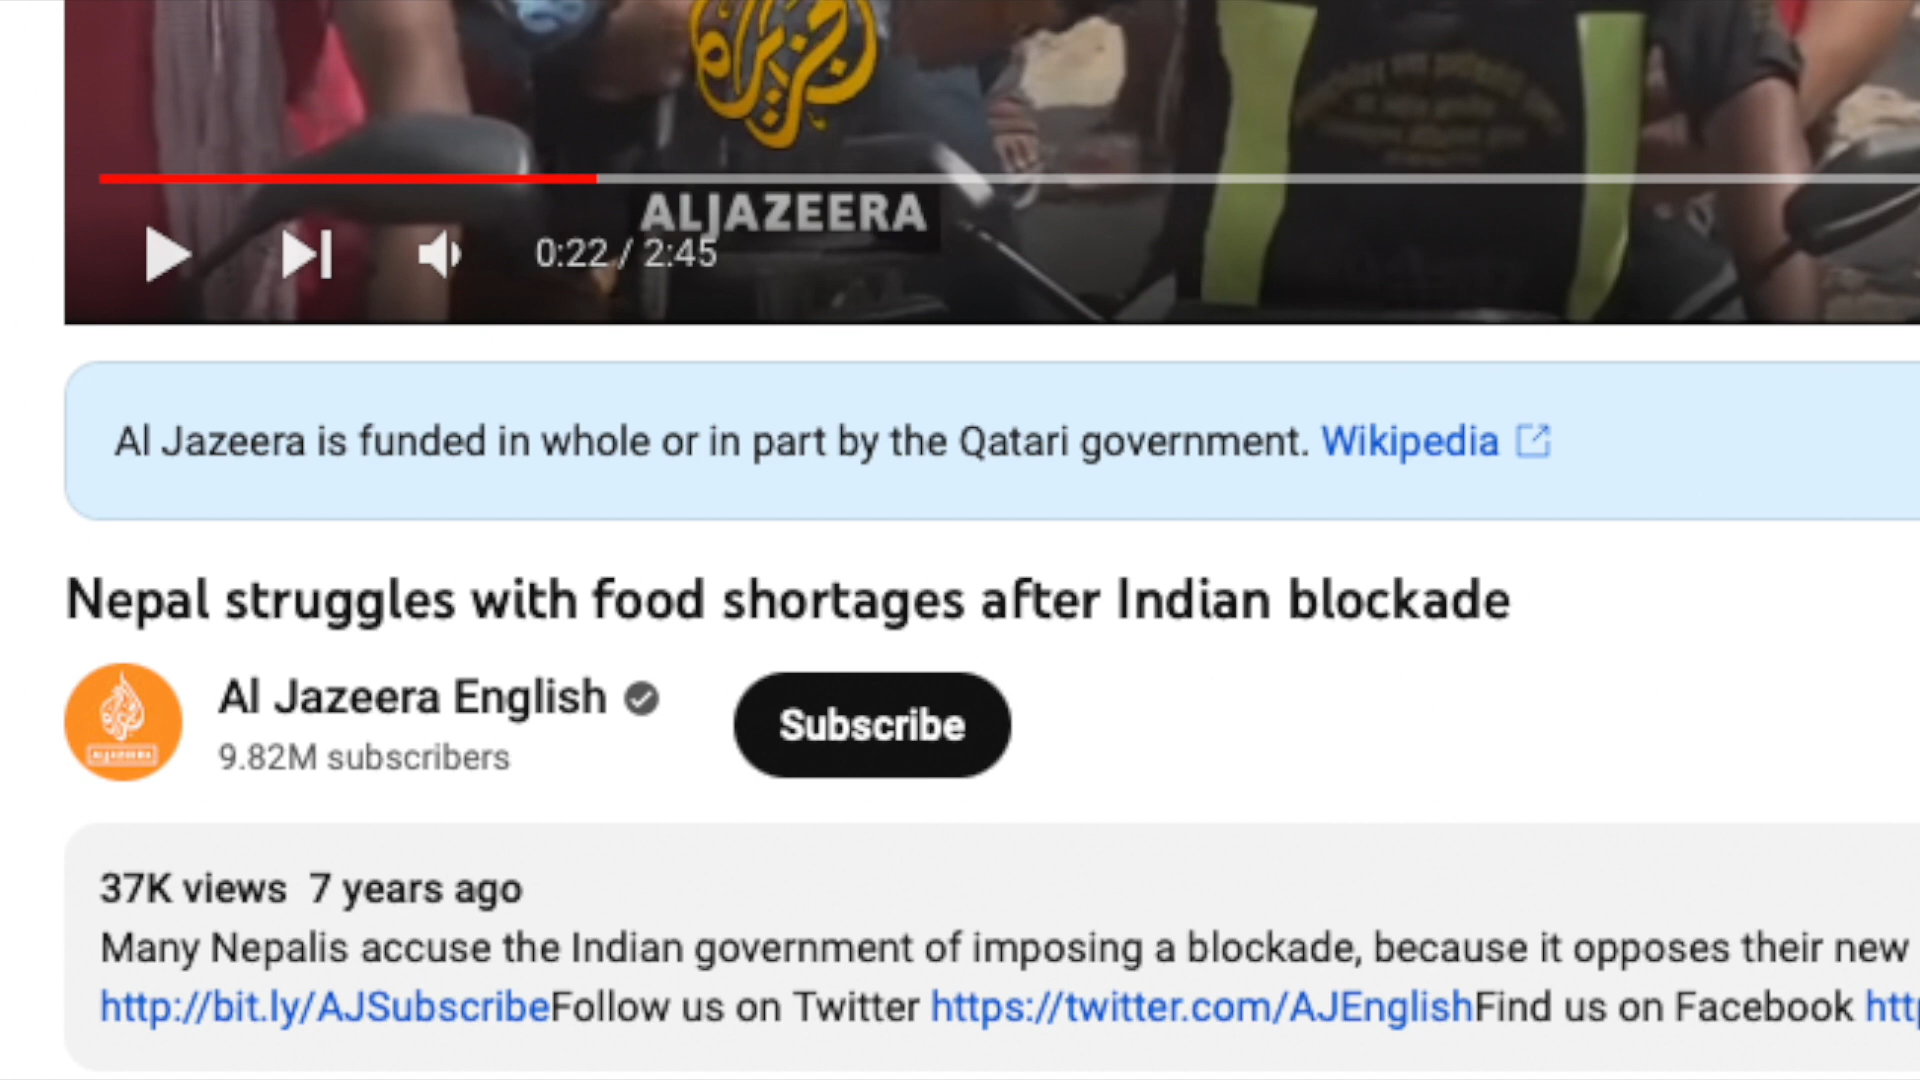 ALJAZEERA
0:22 / 2:45
Al Jazeera is funded in whole or in part by the Qatari government. Wikipedia
Nepal struggles with food shortages after Indian blockade
Al Jazeera English
9.82M subscribers
Subscribe
ALJAZEERA
37K views 7 years ago
Many Nepalis accuse the Indian government of imposing a blockade, because it opposes their new
http://bit.ly/AJSubscribeFollow us on Twitter https://twitter.com/AJEnglishFind us on Facebook http